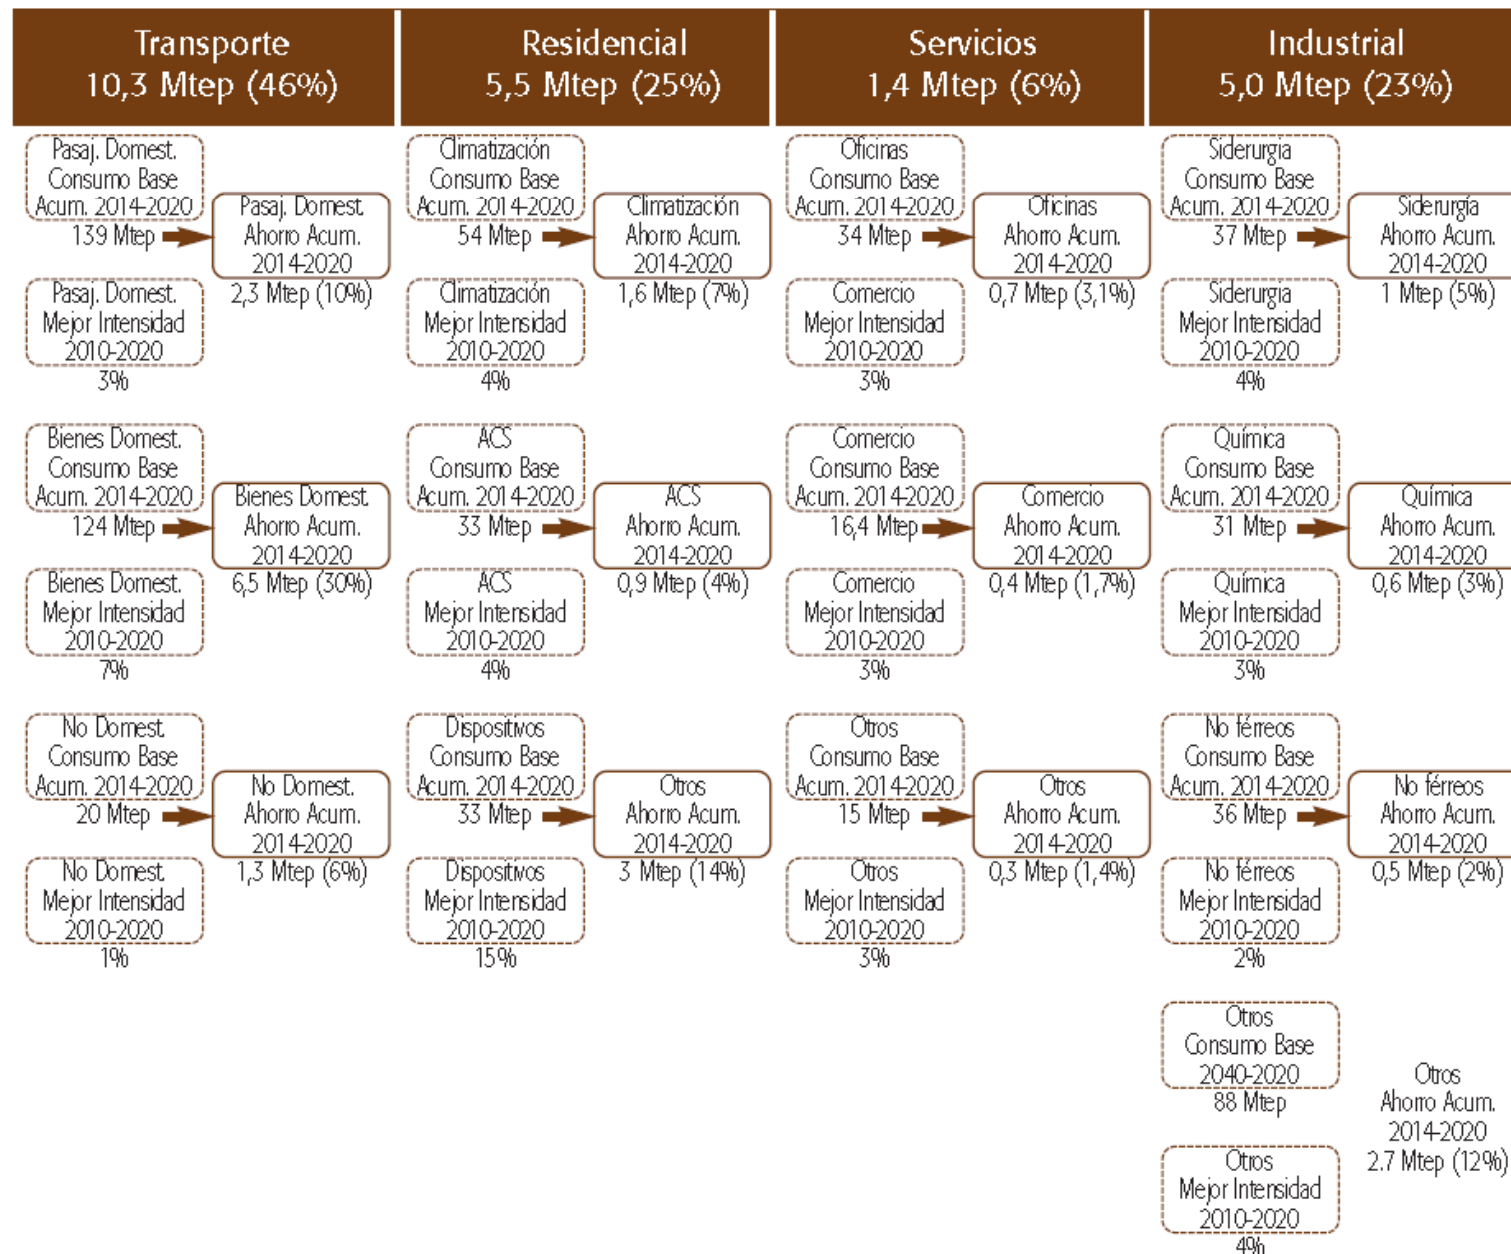 Transporte
10,3 Mtep (46%)
Residencial
5,5 Mtep (25%)
Servicios
1,4 Mtep (6%)
Industrial
5,0 Mtep (23%)
Pasaj. Domest.
Consumo Base
Acum. 2014-2020
139 Mtep
Pasaj. Domest.
Ahorro Acum.
2014-2020
2,3 Mtep (10%)
Pasaj. Domest.
Mejor Intensidad
2010-2020
3%
Climatización
Consumo Base
Acum. 2014-2020
54 Mtep
Climatización
Ahorro Acum.
2014-2020
1,6 Mtep (7%)
Climatización
Mejor Intensidad
2010-2020
4%
Oficinas
Consumo Base
Acum. 2014-2020
34 Mtep
Oficinas
Ahorro Acum.
2014-2020
0,7 Mtep (3,1%)
Comercio
Mejor Intensidad
2010-2020
3%
Siderurgia
Consumo Base
Acum. 2014-2020
37 Mtep
Siderurgía
Ahorro Acum.
2014-2020
1 Mtep (5%)
Siderurgia
Mejor Intensidad
2010-2020
4%
Bienes Domest.
Consumo Base
Acum. 2014-2020
124 Mtep
Bienes Domest.
Ahorro Acum.
2014-2020
6,5 Mtep (30%)
Bienes Domest.
Mejor Intensidad
2010-2020
7%
ACS
Consumo Base
Acum. 2014-2020
33 Mtep
ACS
Ahorro Acum.
2014-2020
0,9 Mtep (4%)
ACS
Mejor Intensidad
2010-2020
4%
Comercio
Consumo Base
Acum. 2014-2020
16,4 Mtep
Comercio
Ahorro Acum.
2014-2020
0,4 Mtep (1,7%)
Comercio
Mejor Intensidad
2010-2020
3%
Química
Consumo Base
Acum. 2014-2020
31 Mtep
Química
Ahorro Acum.
2014-2020
0,6 Mtep (3%)
Química
Mejor Intensidad
2010-2020
3%
No Domest.
Consumo Base
Acum. 2014-2020
20 Mtep
No Domest.
Ahorro Acum.
2014-2020
1,3 Mtep (6%)
No Domest.
Mejor Intensidad
2010-2020
1%
Dispositivos
Consumo Base
Acum. 2014-2020
33 Mtep
Otros
Ahorro Acum.
2014-2020
3 Mtep (14%)
Dispositivos
Mejor Intensidad
2010-2020
15%
Otros
Consumo Base
Acum. 2014-2020
15 Mtep
Otros
Ahorro Acum.
2014-2020
0,3 Mtep (1,4%)
Otros
Mejor Intensidad
2010-2020
3%
No férreos
Consumo Base
Acum. 2014-2020
36 Mtep
No férreos
Ahorro Acum.
2014-2020
0,5 Mtep (2%)
No férreos
Mejor Intensidad
2010-2020
2%
Otros
Consumo Base
2040-2020
88 Mtep
Otros
Ahorro Acum.
2014-2020
2.7 Mtep (12%)
Otros
Mejor Intensidad
2010-2020
4%